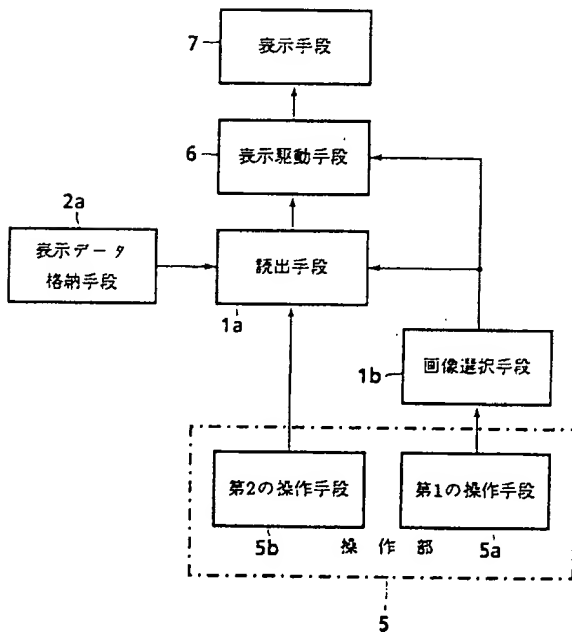 7
表示手段
6
表示駆動手段
2a
表示データ
格納手段
読出手段
1a
1b
画像選択手段
第2の操作手段
第1の操作手段
5b
操作部
5a
5